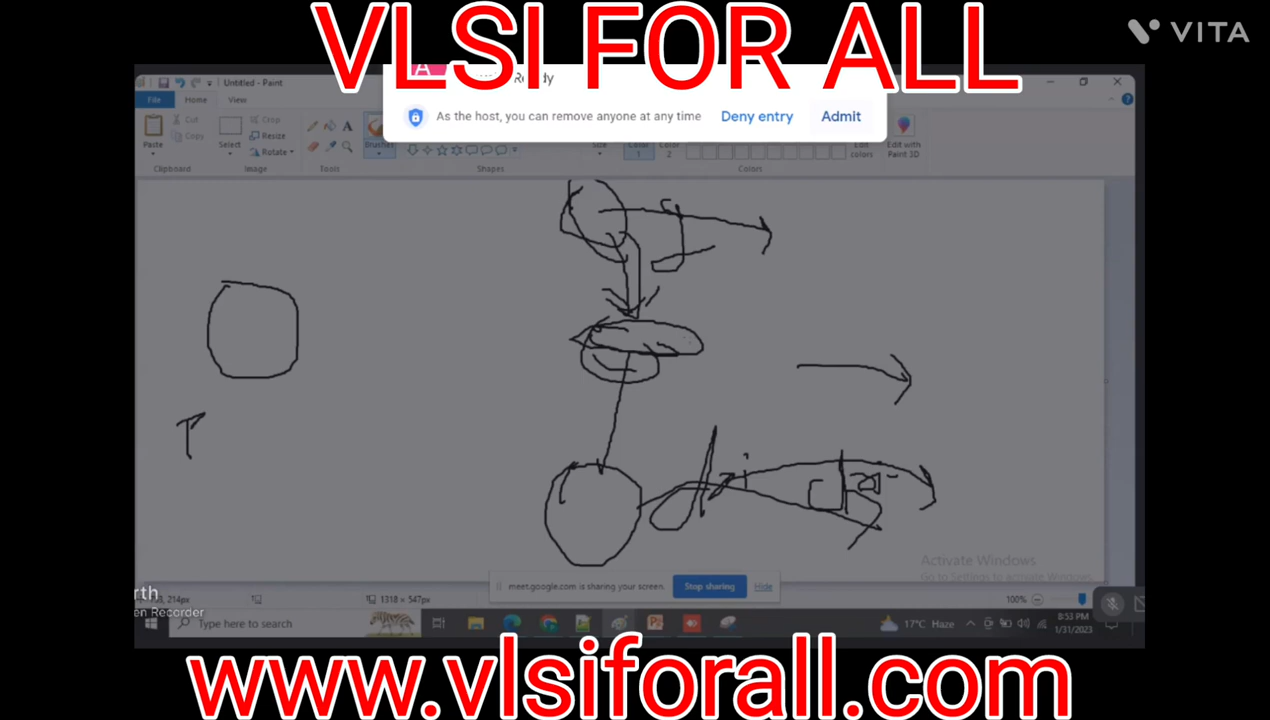 VLSI FOR ALL
VITA
Untitled - Paint
Ready
File Home View
As the host, you can remove anyone at any time Deny entry Admit
Paste
Cut
Copy
Select
Crop
Resize
Rotate
Brushes
Size
Color 1
Color 2
Edit colors
Edit with Paint 3D
Clipboard Image Tools Shapes Colors
Activate Windows
Go to Settings to activate Windows.
meet.google.com is sharing your screen. Stop sharing Hide
214px
1318 × 547px
100%
Type here to search
17°C Haze
8:53 PM
1/31/2023
www.vlsiforall.com